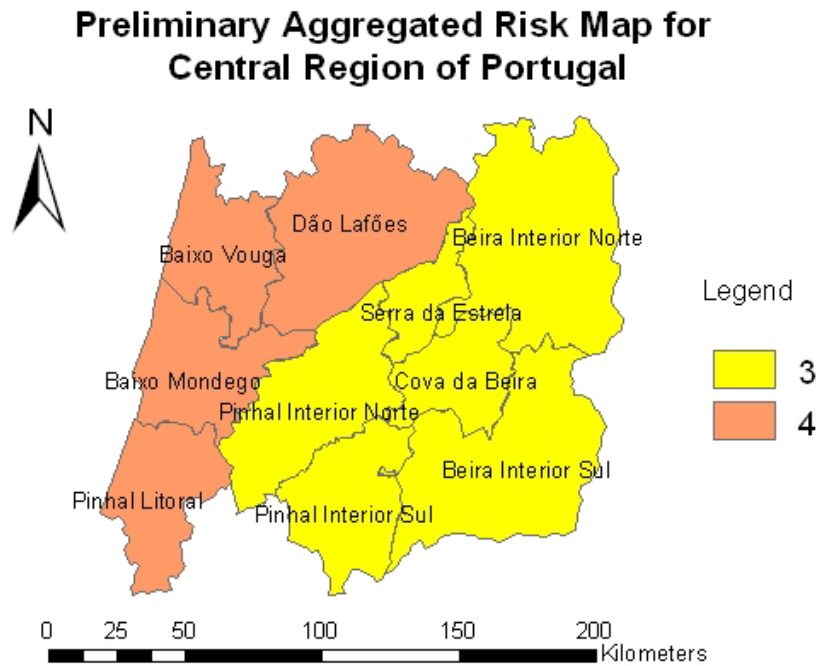 Preliminary Aggregated Risk Map for
Central Region of Portugal
N
Dão Lafões
Beira Interior Norte
Baixo Vouga
Legend
Serra da Estrela
3
Baixo Mondego
Cova da Beira
Pinhal Interior Norte
4
Beira Interior Sul
Pinhal Litoral
Pinhal Interior Sul
0 25 50 100 150 200
Kilometers